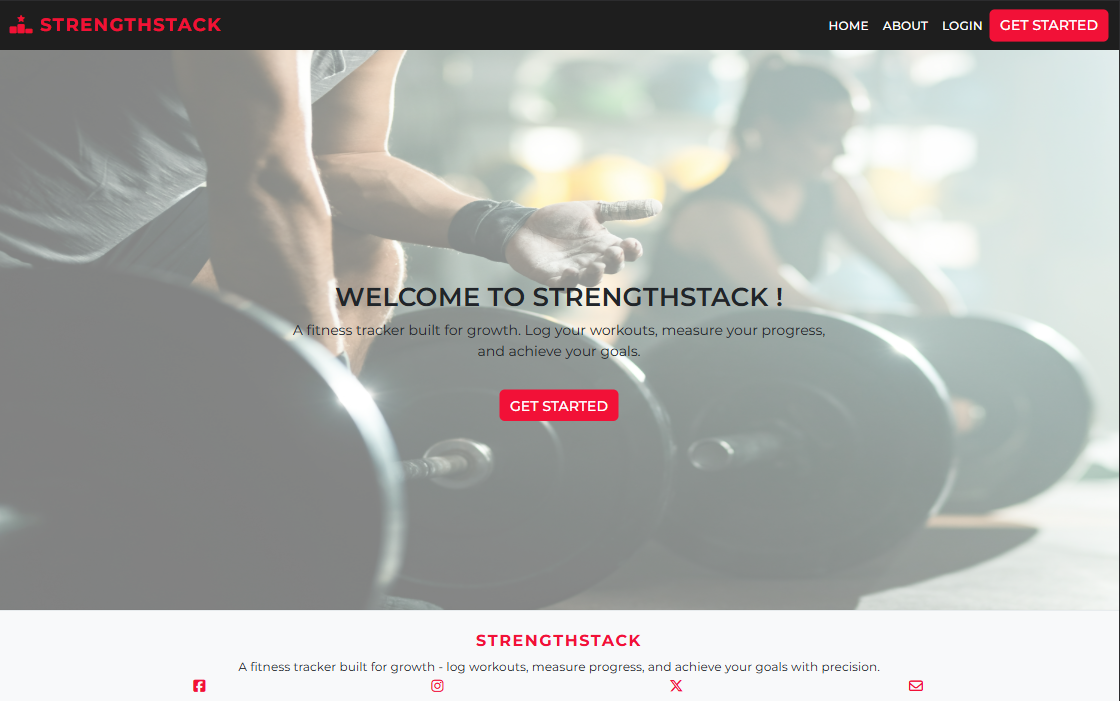 STRENGTHSTACK
HOME ABOUT LOGIN GET STARTED
WELCOME TO STRENGTHSTACK !
A fitness tracker built for growth. Log your workouts, measure your progress,
and achieve your goals.
GET STARTED
STRENGTHSTACK
A fitness tracker built for growth - log workouts, measure progress, and achieve your goals with precision.